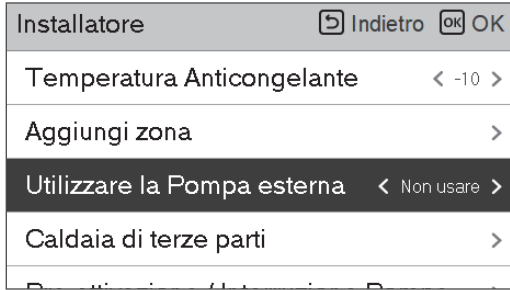 Installatore Indietro OK OK
Temperatura Anticongelante < -10 >
Aggiungi zona >
Utilizzare la Pompa esterna < Non usare >
Caldaia di terze parti >